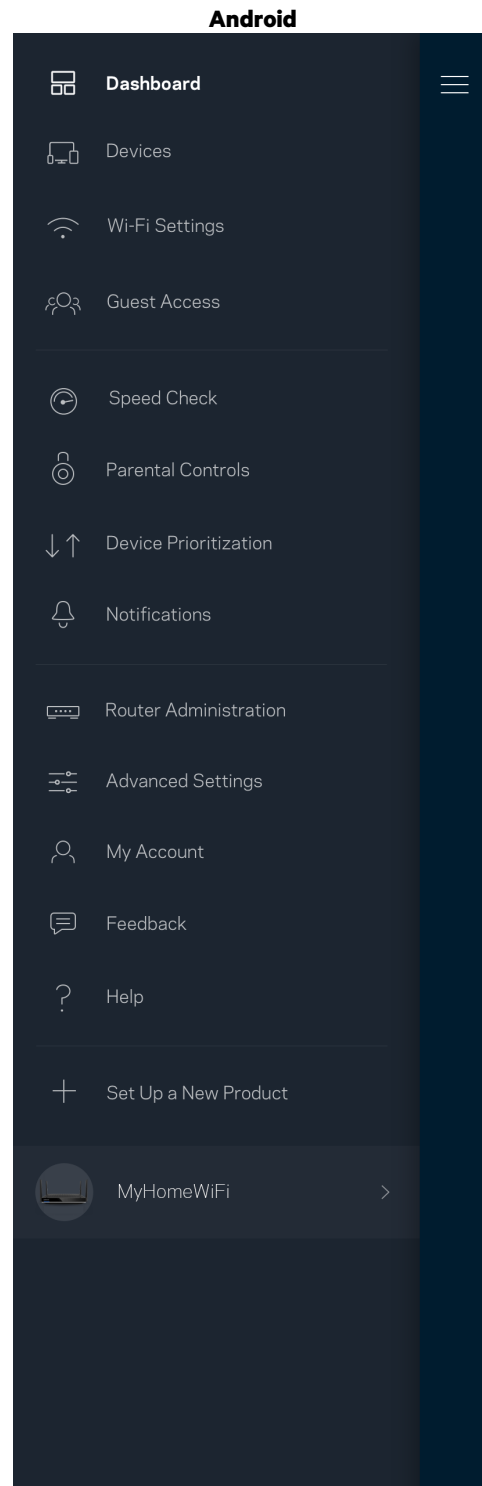 Android
Dashboard
Devices
Wi-Fi Settings
Guest Access
Speed Check
Parental Controls
Device Prioritization
Notifications
Router Administration
Advanced Settings
My Account
Feedback
Help
Set Up a New Product
MyHomeWiFi